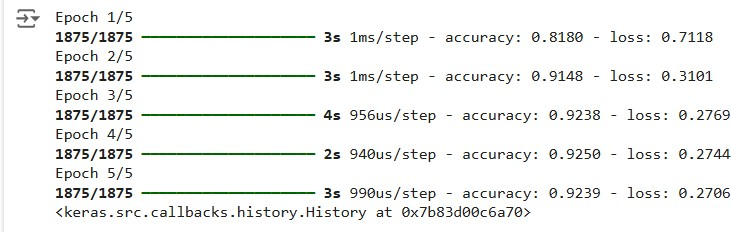 Epoch 1/5
1875/1875 ━━━━━━━━━━━━━━━━━━━━ 3s 1ms/step - accuracy: 0.8180 - loss: 0.7118
Epoch 2/5
1875/1875 ━━━━━━━━━━━━━━━━━━━━ 3s 1ms/step - accuracy: 0.9148 - loss: 0.3101
Epoch 3/5
1875/1875 ━━━━━━━━━━━━━━━━━━━━ 4s 956us/step - accuracy: 0.9238 - loss: 0.2769
Epoch 4/5
1875/1875 ━━━━━━━━━━━━━━━━━━━━ 2s 940us/step - accuracy: 0.9250 - loss: 0.2744
Epoch 5/5
1875/1875 ━━━━━━━━━━━━━━━━━━━━ 3s 990us/step - accuracy: 0.9239 - loss: 0.2706
<keras.src.callbacks.history.History at 0x7b83d00c6a70>